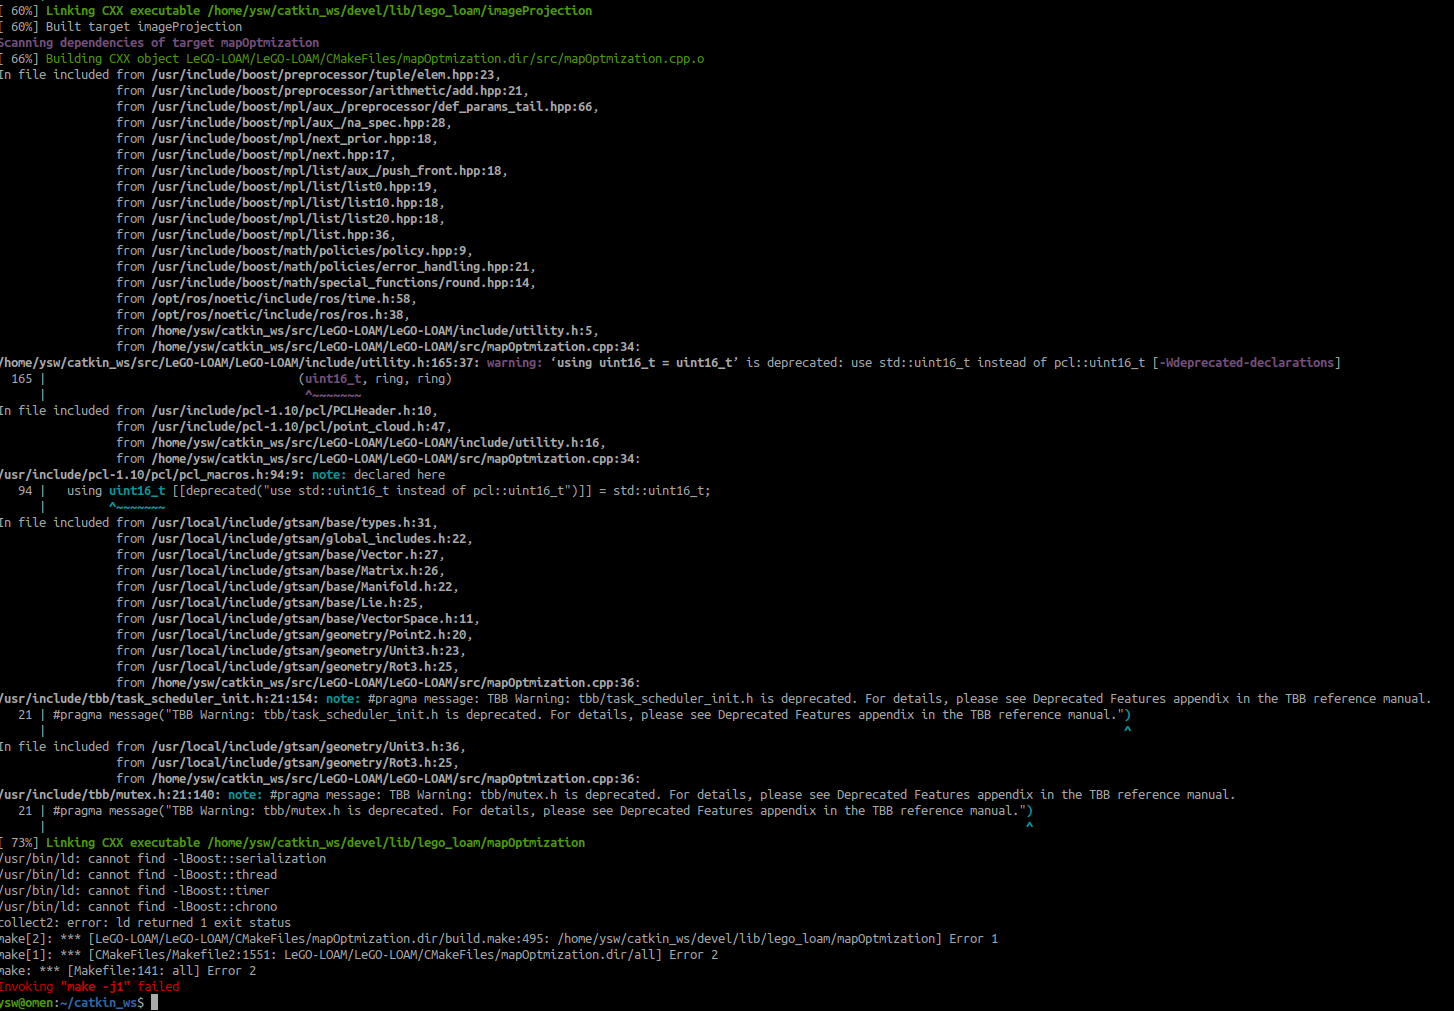 [ 60%] Linking CXX executable /home/ysw/catkin_ws/devel/lib/lego_loam/imageProjection
[ 60%] Built target imageProjection
Scanning dependencies of target mapOptmization
[ 66%] Building CXX object LeGO-LOAM/LeGO-LOAM/CMakeFiles/mapOptmization.dir/src/mapOptmization.cpp.o
In file included from /usr/include/boost/preprocessor/tuple/elem.hpp:23,
from /usr/include/boost/preprocessor/arithmetic/add.hpp:21,
from /usr/include/boost/mpl/aux_/preprocessor/def_params_tail.hpp:66,
from /usr/include/boost/mpl/aux_/na_spec.hpp:28,
from /usr/include/boost/mpl/next_prior.hpp:18,
from /usr/include/boost/mpl/next.hpp:17,
from /usr/include/boost/mpl/list/aux_/push_front.hpp:18,
from /usr/include/boost/mpl/list/list0.hpp:19,
from /usr/include/boost/mpl/list/list10.hpp:18,
from /usr/include/boost/mpl/list/list20.hpp:18,
from /usr/include/boost/mpl/list.hpp:36,
from /usr/include/boost/math/policies/policy.hpp:9,
from /usr/include/boost/math/policies/error_handling.hpp:21,
from /usr/include/boost/math/special_functions/round.hpp:14,
from /opt/ros/noetic/include/ros/time.h:58,
from /opt/ros/noetic/include/ros/ros.h:38,
from /home/ysw/catkin_ws/src/LeGO-LOAM/LeGO-LOAM/include/utility.h:5,
from /home/ysw/catkin_ws/src/LeGO-LOAM/LeGO-LOAM/src/mapOptmization.cpp:34:
/home/ysw/catkin_ws/src/LeGO-LOAM/LeGO-LOAM/include/utility.h:165:37: warning: ‘using uint16_t = uint16_t’ is deprecated: use std::uint16_t instead of pcl::uint16_t [-Wdeprecated-declarations]
165 | (uint16_t, ring, ring)
| ^~~~~~~~
In file included from /usr/include/pcl-1.10/pcl/PCLHeader.h:10,
from /usr/include/pcl-1.10/pcl/point_cloud.h:47,
from /home/ysw/catkin_ws/src/LeGO-LOAM/LeGO-LOAM/include/utility.h:16,
from /home/ysw/catkin_ws/src/LeGO-LOAM/LeGO-LOAM/src/mapOptmization.cpp:34:
/usr/include/pcl-1.10/pcl/pcl_macros.h:94:9: note: declared here
94 | using uint16_t [[deprecated("use std::uint16_t instead of pcl::uint16_t")]] = std::uint16_t;
| ^~~~~~~~
In file included from /usr/local/include/gtsam/base/types.h:31,
from /usr/local/include/gtsam/global_includes.h:22,
from /usr/local/include/gtsam/base/Vector.h:27,
from /usr/local/include/gtsam/base/Matrix.h:26,
from /usr/local/include/gtsam/base/Manifold.h:22,
from /usr/local/include/gtsam/base/Lie.h:25,
from /usr/local/include/gtsam/base/VectorSpace.h:11,
from /usr/local/include/gtsam/geometry/Point2.h:20,
from /usr/local/include/gtsam/geometry/Unit3.h:23,
from /usr/local/include/gtsam/geometry/Rot3.h:25,
from /home/ysw/catkin_ws/src/LeGO-LOAM/LeGO-LOAM/src/mapOptmization.cpp:36:
/usr/include/tbb/task_scheduler_init.h:21:154: note: #pragma message: TBB Warning: tbb/task_scheduler_init.h is deprecated. For details, please see Deprecated Features appendix in the TBB reference manual.
21 | #pragma message("TBB Warning: tbb/task_scheduler_init.h is deprecated. For details, please see Deprecated Features appendix in the TBB reference manual.")
| ^
In file included from /usr/local/include/gtsam/geometry/Unit3.h:36,
from /usr/local/include/gtsam/geometry/Rot3.h:25,
from /home/ysw/catkin_ws/src/LeGO-LOAM/LeGO-LOAM/src/mapOptmization.cpp:36:
/usr/include/tbb/mutex.h:21:140: note: #pragma message: TBB Warning: tbb/mutex.h is deprecated. For details, please see Deprecated Features appendix in the TBB reference manual.
21 | #pragma message("TBB Warning: tbb/mutex.h is deprecated. For details, please see Deprecated Features appendix in the TBB reference manual.")
| ^
[ 73%] Linking CXX executable /home/ysw/catkin_ws/devel/lib/lego_loam/mapOptmization
/usr/bin/ld: cannot find -lBoost::serialization
/usr/bin/ld: cannot find -lBoost::thread
/usr/bin/ld: cannot find -lBoost::timer
/usr/bin/ld: cannot find -lBoost::chrono
collect2: error: ld returned 1 exit status
make[2]: *** [LeGO-LOAM/LeGO-LOAM/CMakeFiles/mapOptmization.dir/build.make:495: /home/ysw/catkin_ws/devel/lib/lego_loam/mapOptmization] Error 1
make[1]: *** [CMakeFiles/Makefile2:1551: LeGO-LOAM/LeGO-LOAM/CMakeFiles/mapOptmization.dir/all] Error 2
make: *** [Makefile:141: all] Error 2
Invoking "make -j1" failed
ysw@omen:~/catkin_ws$